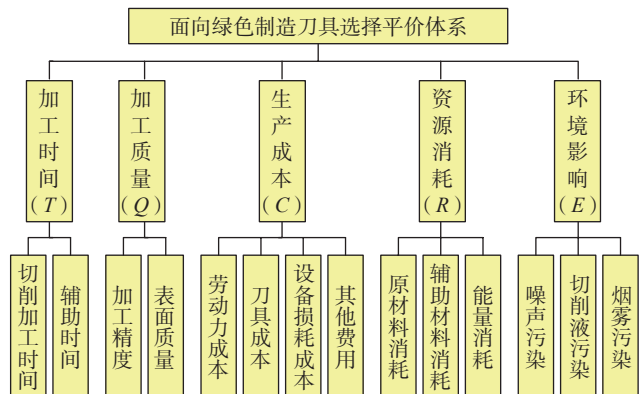 面向绿色制造刀具选择平价体系
加工时间(T)
加工质量(Q)
生产成本(C)
资源消耗(R)
环境影响(E)
切削加工时间
辅助时间
加工精度
表面质量
劳动力成本
刀具成本
设备损耗成本
其他费用
原材料消耗
辅助材料消耗
能量消耗
噪声污染
切削液污染
烟雾污染